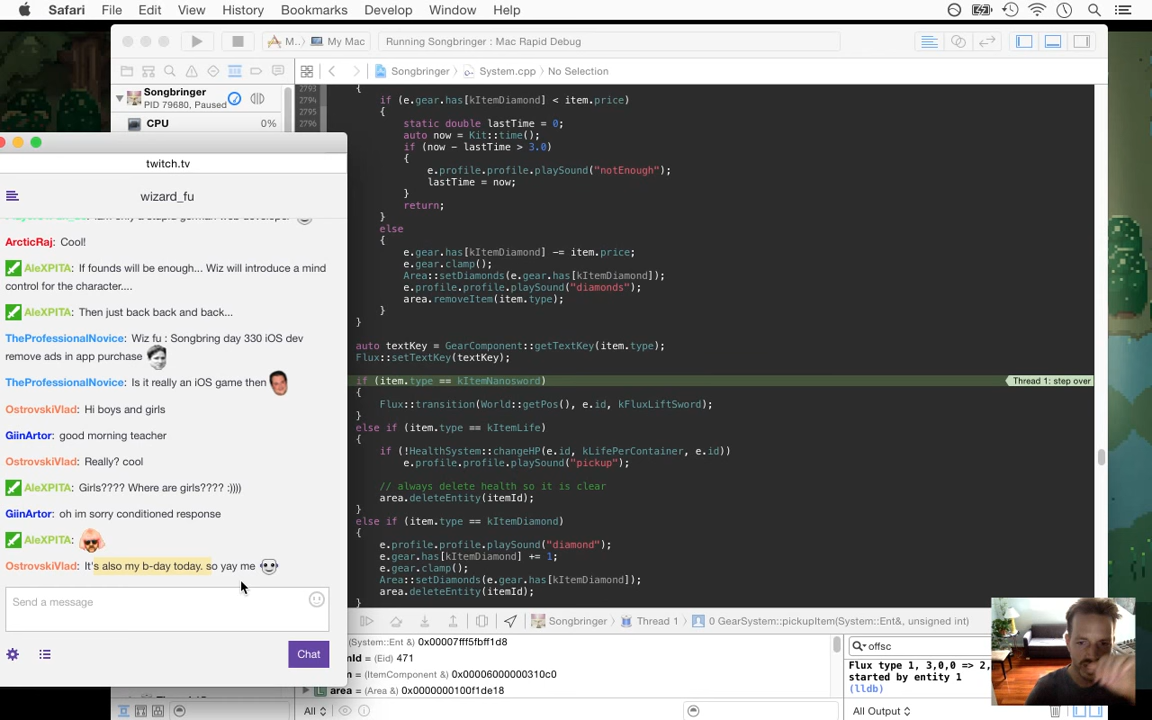 Safari File Edit View History Bookmarks Develop Window Help
M.. My Mac Running Songbringer : Mac Rapid Debug
Songbringer System.cpp No Selection
Songbringer
PID 79680, Paused
CPU 0%
twitch.tv
wizard_fu
ArcticRaj: Cool!
AleXPITA: If founds will be enough... Wiz will introduce a mind
control for the character....
AleXPITA: Then just back back and back...
TheProfessionalNovice: Wiz fu : Songbring day 330 iOS dev
remove ads in app purchase
TheProfessionalNovice: Is it really an iOS game then
OstrovskiVlad: Hi boys and girls
GiinArtor: good morning teacher
OstrovskiVlad: Really? cool
AleXPITA: Girls???? Where are girls???? :))))
GiinArtor: oh im sorry conditioned response
AleXPITA:
OstrovskiVlad: It's also my b-day today. so yay me
Send a message
Chat
2793 {
2794 if (e.gear.has[kItemDiamond] < item.price)
2795 {
2796 static double lastTime = 0;
auto now = Kit::time();
if (now - lastTime > 3.0)
{
e.profile.profile.playSound("notEnough");
lastTime = now;
}
return;
}
else
{
e.gear.has[kItemDiamond] -= item.price;
e.gear.clamp();
Area::setDiamonds(e.gear.has[kItemDiamond]);
e.profile.profile.playSound("diamonds");
area.removeItem(item.type);
}
}
auto textKey = GearComponent::getTextKey(item.type);
Flux::setTextKey(textKey);
if (item.type == kItemNanosword) Thread 1: step over
{
Flux::transition(World::getPos(), e.id, kFluxLiftSword);
}
else if (item.type == kItemLife)
{
if (!HealthSystem::changeHP(e.id, kLifePerContainer, e.id))
e.profile.profile.playSound("pickup");
// always delete health so it is clear
area.deleteEntity(itemId);
}
else if (item.type == kItemDiamond)
{
e.profile.profile.playSound("diamond");
e.gear.has[kItemDiamond] += 1;
e.gear.clamp();
Area::setDiamonds(e.gear.has[kItemDiamond]);
area.deleteEntity(itemId);
}
Songbringer Thread 1 0 GearSystem::pickupItem(System::Ent&, unsigned int)
(System::Ent &) 0x00007fff5fbff1d8
mId = (Eid) 471
m = (ItemComponent &) 0x00006000000310c0
area = (Area &) 0x0000000100f1de18
All
offsc
Flux type 1, 3,0,0 => 2,
started by entity 1
(lldb)
All Output